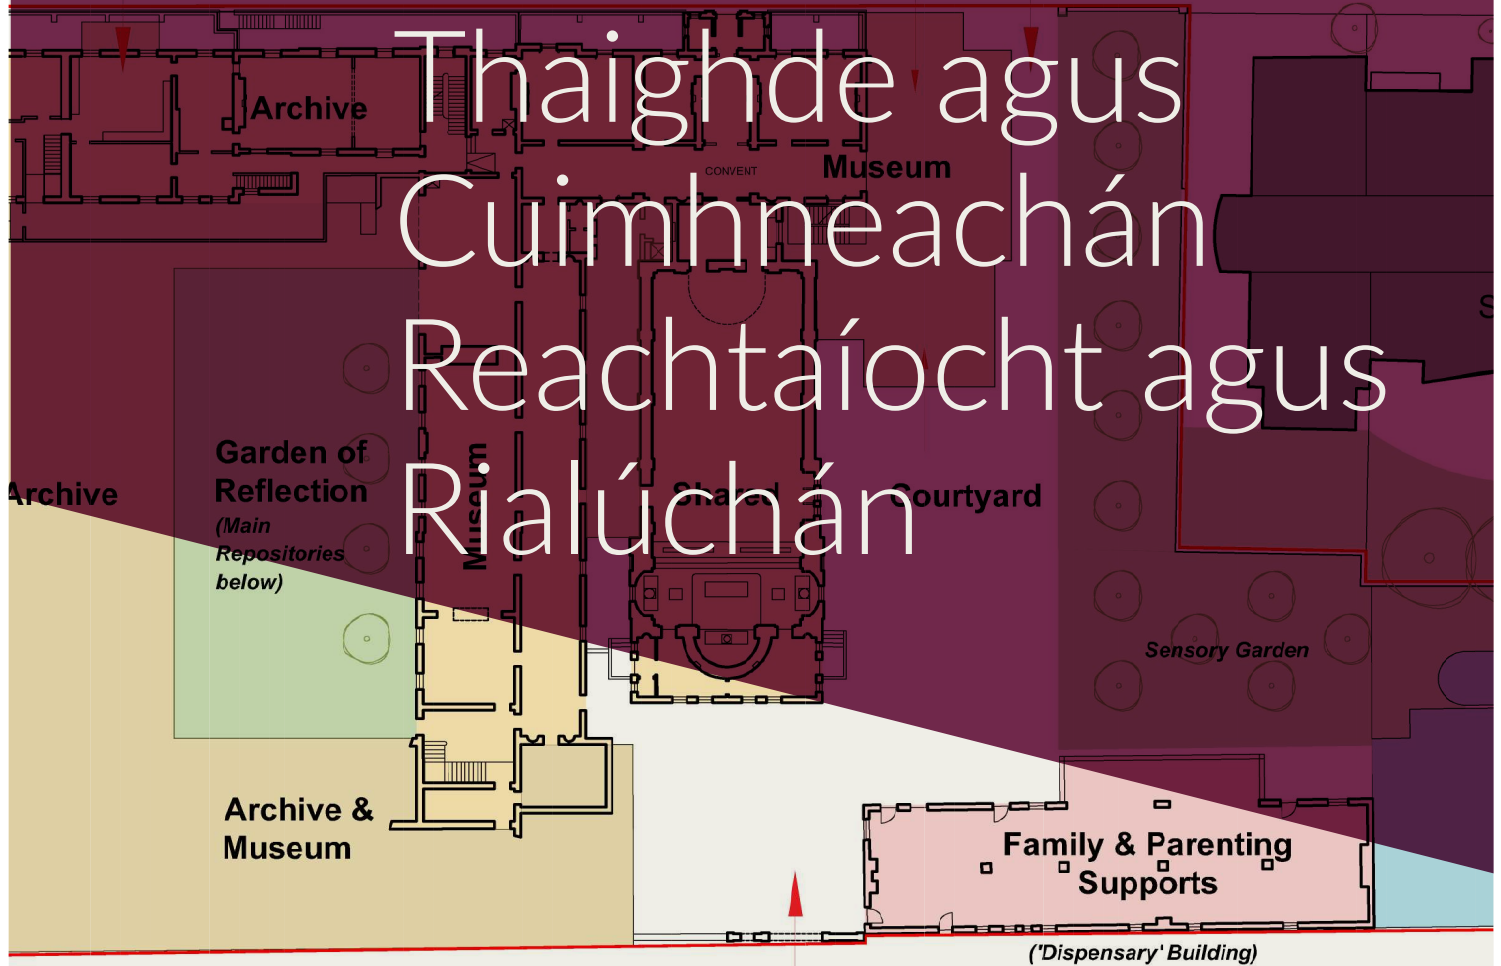 Thaighde agus
Cuimhneachán
Reachtaíocht agus
Rialúchán
Archive
CONVENT
Museum
Archive
Garden of
Reflection
(Main
Repositories
below)
Museum
Shared
Courtyard
S
Sensory Garden
Archive &
Museum
Family & Parenting
Supports
('Dispensary' Building)